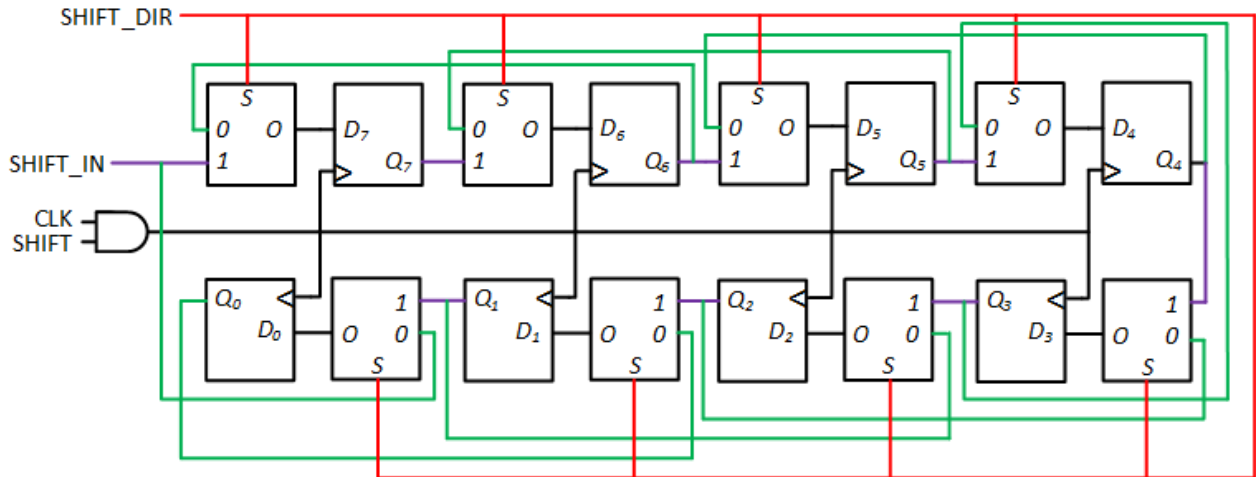 SHIFT_DIR
S S S S
0 O D₇ 0 O D₆ 0 O D₅ 0 O D₄
SHIFT_IN 1 Q₇ 1 Q₆ 1 Q₅ 1 Q₄
CLK
SHIFT
Q₀ 1 Q₁ 1 Q₂ 1 Q₃ 1
D₀ O 0 D₁ O 0 D₂ O 0 D₃ O 0
S S S S